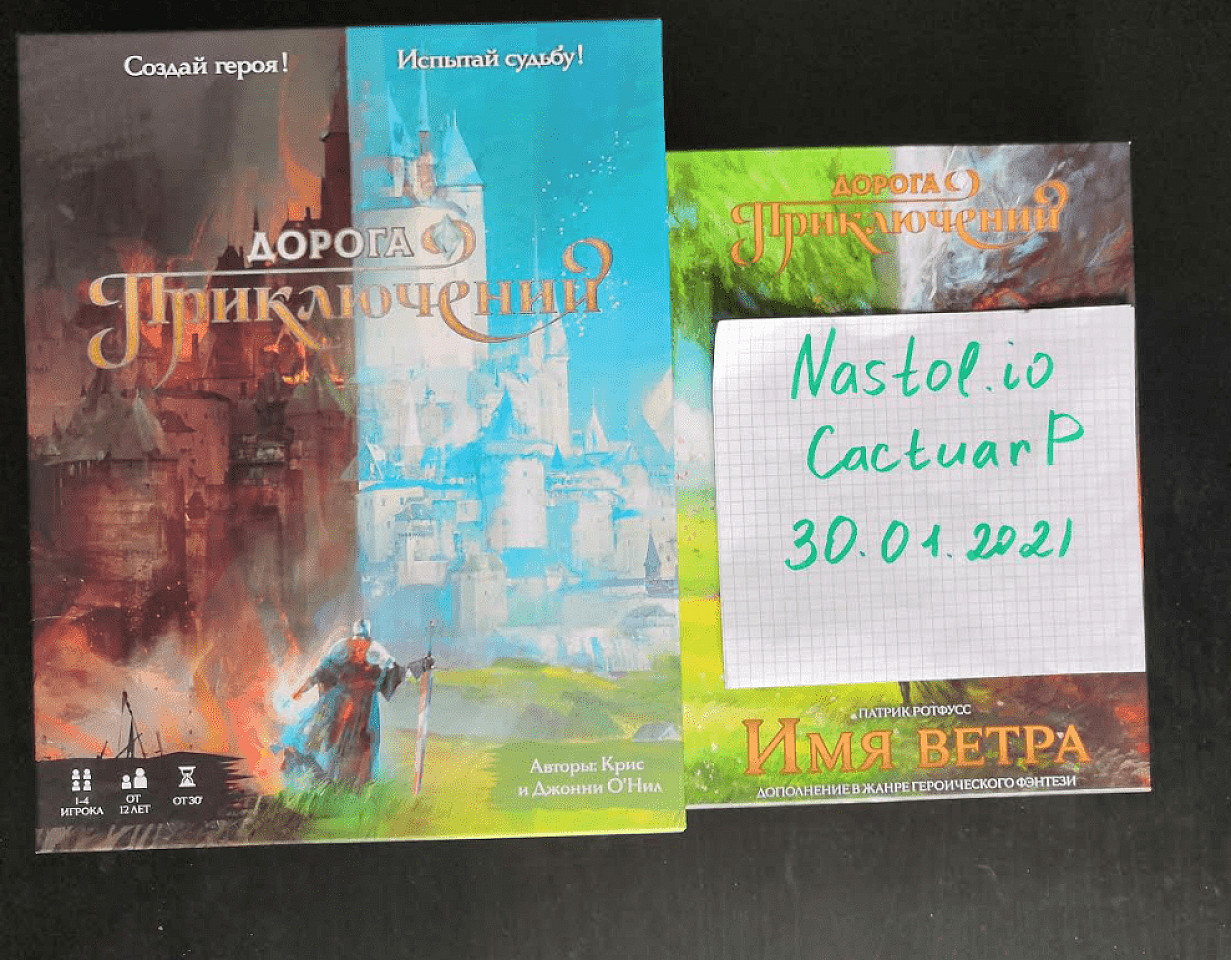 Создай героя!
Испытай судьбу!
ДОРОГА
Приключений
1–4
ИГРОКА
ОТ
12 ЛЕТ
ОТ 30'
Авторы: Крис
и Джонни О'Нил
ДОРОГА
Приключений
Nastol.io
CactuarP
30.01.2021
ПАТРИК РОТФУСС
ИМЯ ВЕТРА
ДОПОЛНЕНИЕ В ЖАНРЕ ГЕРОИЧЕСКОГО ФЭНТЕЗИ